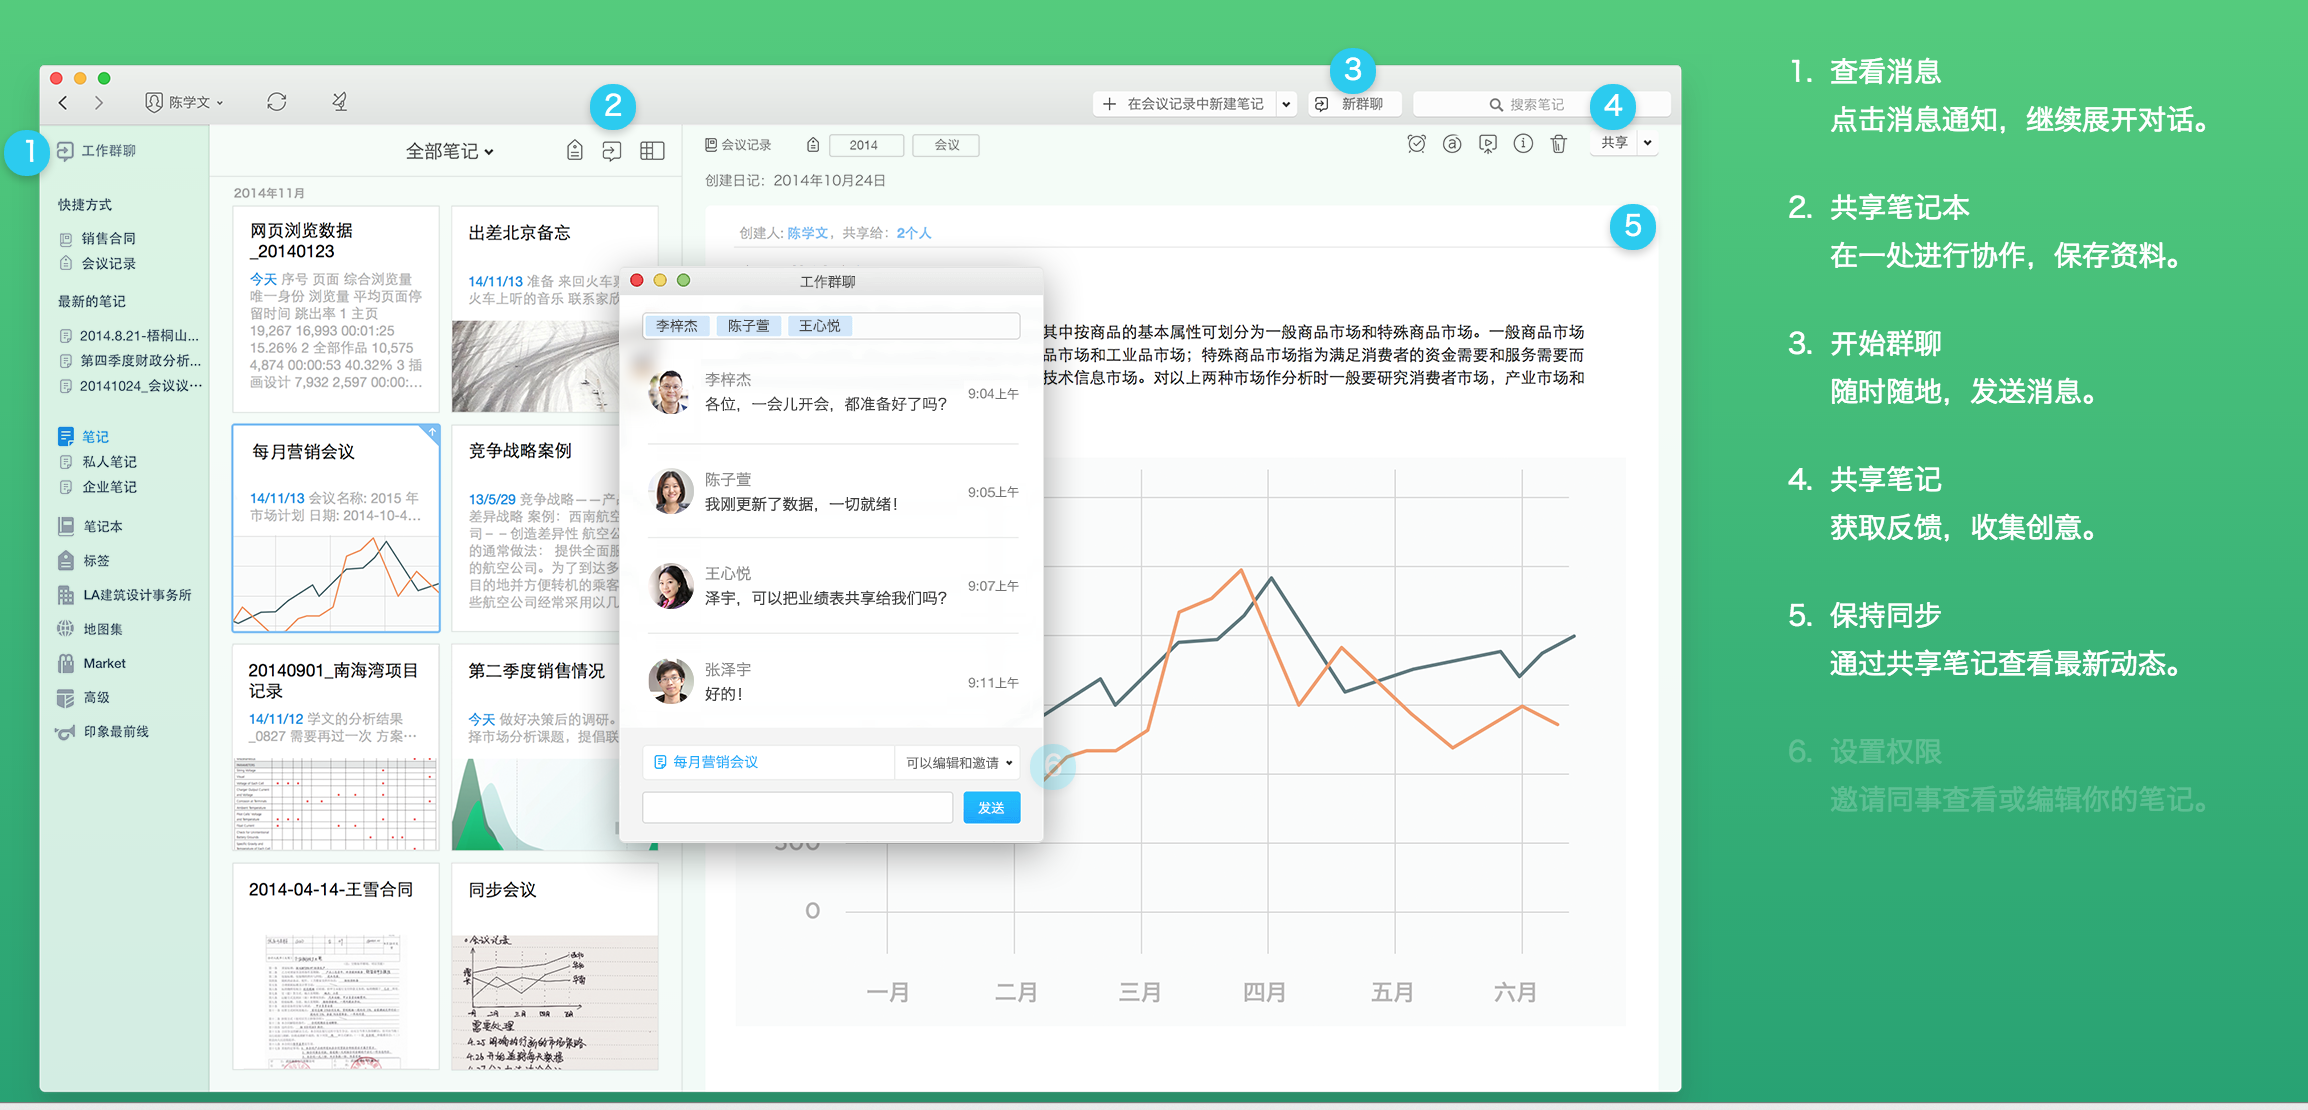 陈学文
2
在会议记录中新建笔记
3
新群聊
搜索笔记
4
1
工作群聊
快捷方式
销售合同
会议记录
最新的笔记
2014.8.21-梧桐山...
第四季度财政分析...
20141024_会议议...
笔记
私人笔记
企业笔记
笔记本
标签
LA建筑设计事务所
地图集
Market
高级
印象最前线
全部笔记
2014年11月
网页浏览数据
_20140123
今天 序号 页面 综合浏览量
唯一身份 浏览量 平均页面停
留时间 跳出率 1 主页
19,267 16,993 00:01:25
15.26% 2 全部作品 10,575
4,874 00:00:53 40.32% 3 插
画设计 7,932 2,597 00:00:...
出差北京备忘
14/11/13 准备 来回火车
火车上听的音乐 联系家
每月营销会议
14/11/13 会议名称: 2015 年
市场计划 日期: 2014-10-4...
竞争战略案例
13/5/29 竞争战略——产
差异战略 案例：西南航空
司——创造差异性 航空公
的通常做法： 提供全面服
的航空公司。为了到达多
目的地并方便转机的乘客
些航空公司经常采用以几
20140901_南海湾项目
记录
14/11/12 学文的分析结果
_0827 需要再过一次 方案...
第二季度销售情况
今天 做好决策后的调研。
择市场分析课题，提倡联
2014-04-14-王雪合同
同步会议
会议记录
需要处理
会议记录
2014
会议
共享
创建日记：2014年10月24日
创建人: 陈学文，共享给：2个人
5
其中按商品的基本属性可划分为一般商品市场和特殊商品市场。一般商品市场
品市场和工业品市场；特殊商品市场指为满足消费者的资金需要和服务需要而
技术信息市场。对以上两种市场作分析时一般要研究消费者市场，产业市场和
工作群聊
李梓杰
陈子萱
王心悦
李梓杰
各位，一会儿开会，都准备好了吗？
9:04上午
陈子萱
我刚更新了数据，一切就绪！
9:05上午
王心悦
泽宇，可以把业绩表共享给我们吗？
9:07上午
张泽宇
好的！
9:11上午
每月营销会议
可以编辑和邀请
6
发送
0
一月
二月
三月
四月
五月
六月
1. 查看消息
点击消息通知，继续展开对话。
2. 共享笔记本
在一处进行协作，保存资料。
3. 开始群聊
随时随地，发送消息。
4. 共享笔记
获取反馈，收集创意。
5. 保持同步
通过共享笔记查看最新动态。
6. 设置权限
邀请同事查看或编辑你的笔记。